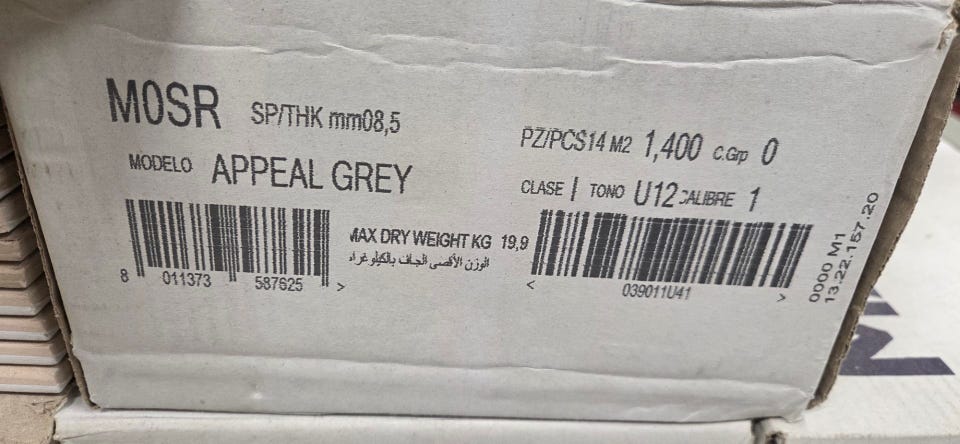 M0SR SP/THK mm08,5
PZ/PCS14 M2 1,400 C.Grp 0
MODELO APPEAL GREY
CLASE I TONO U12 CALIBRE 1
MAX DRY WEIGHT KG 19,9
الوزن الأقصى الجاف بالكيلوغرام
8 011373 587625 >
< 039011U41 >
0000 M1
13.22.157.20